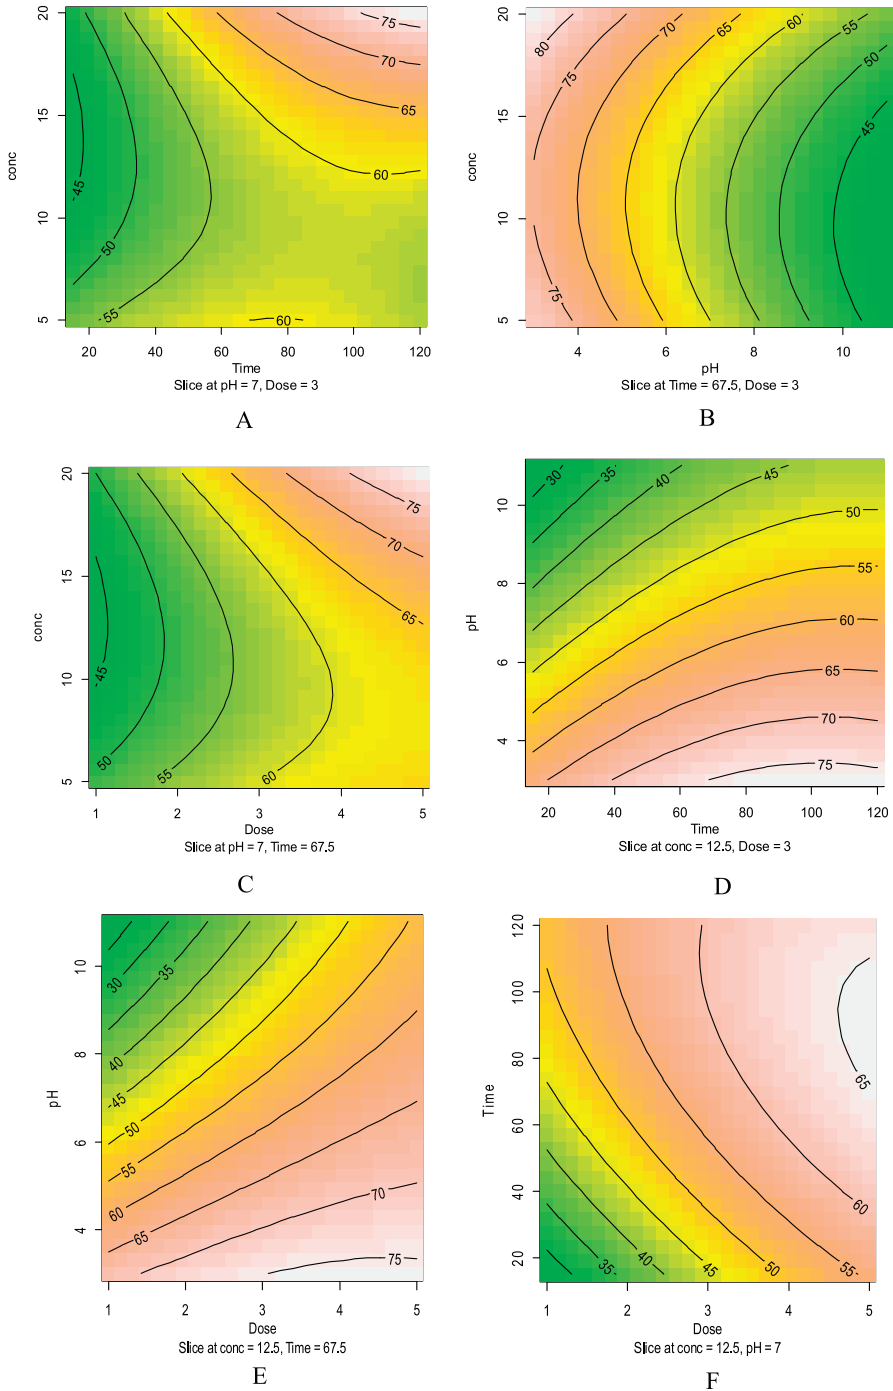 20
75
70
15
65
conc
60
45
10
50
55
5
60
20 40 60 80 100 120
Time
Slice at pH = 7, Dose = 3
A
20
80
70
65
60
55
75
50
15
45
conc
10
75
5
4 6 8 10
pH
Slice at Time = 67.5, Dose = 3
B
20
75
70
15
65
conc
45
10
50
55
60
5
1 2 3 4 5
Dose
Slice at pH = 7, Time = 67.5
C
30
35
40
45
10
50
8
55
pH
60
6
65
70
4
75
20 40 60 80 100 120
Time
Slice at conc = 12.5, Dose = 3
D
10
30
35
8
40
45
pH
50
6
55
60
70
65
4
75
1 2 3 4 5
Dose
Slice at conc = 12.5, Time = 67.5
E
120
100
80
65
Time
60
60
40
20
35
40
45
50
55
1 2 3 4 5
Dose
Slice at conc = 12.5, pH = 7
F